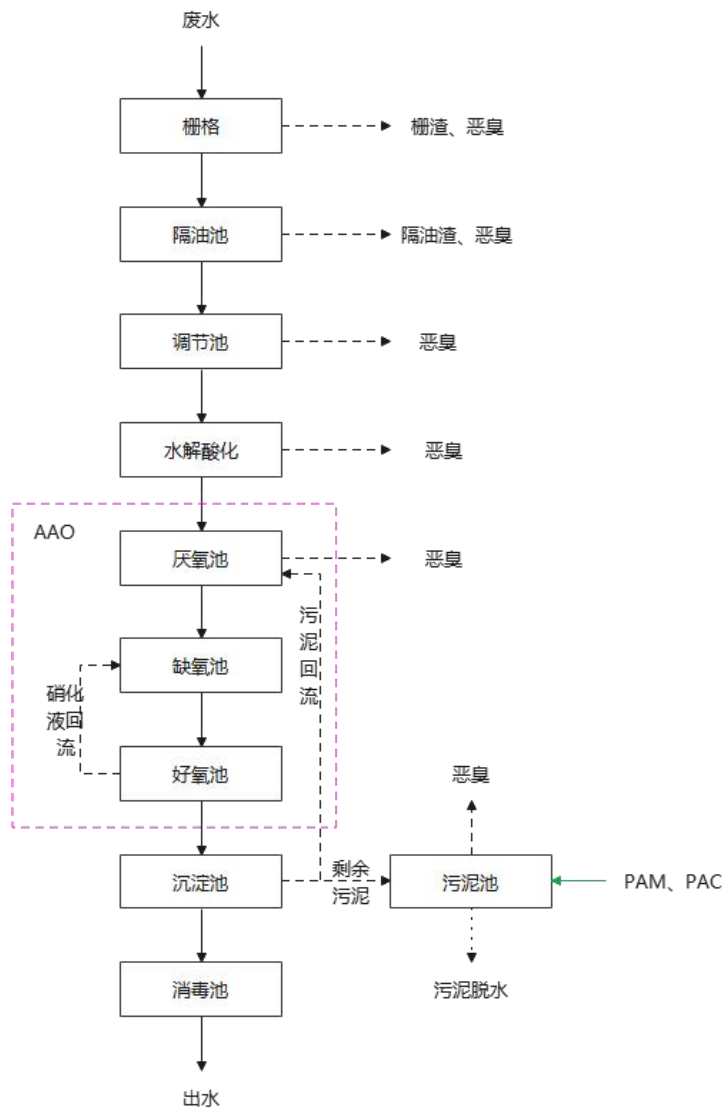 废水
栅格
栅渣、恶臭
隔油池
隔油渣、恶臭
调节池
恶臭
水解酸化
恶臭
AAO
厌氧池
恶臭
污
泥
回
流
缺氧池
硝化
液回
流
好氧池
恶臭
沉淀池
剩余
污泥
污泥池
PAM、PAC
消毒池
污泥脱水
出水